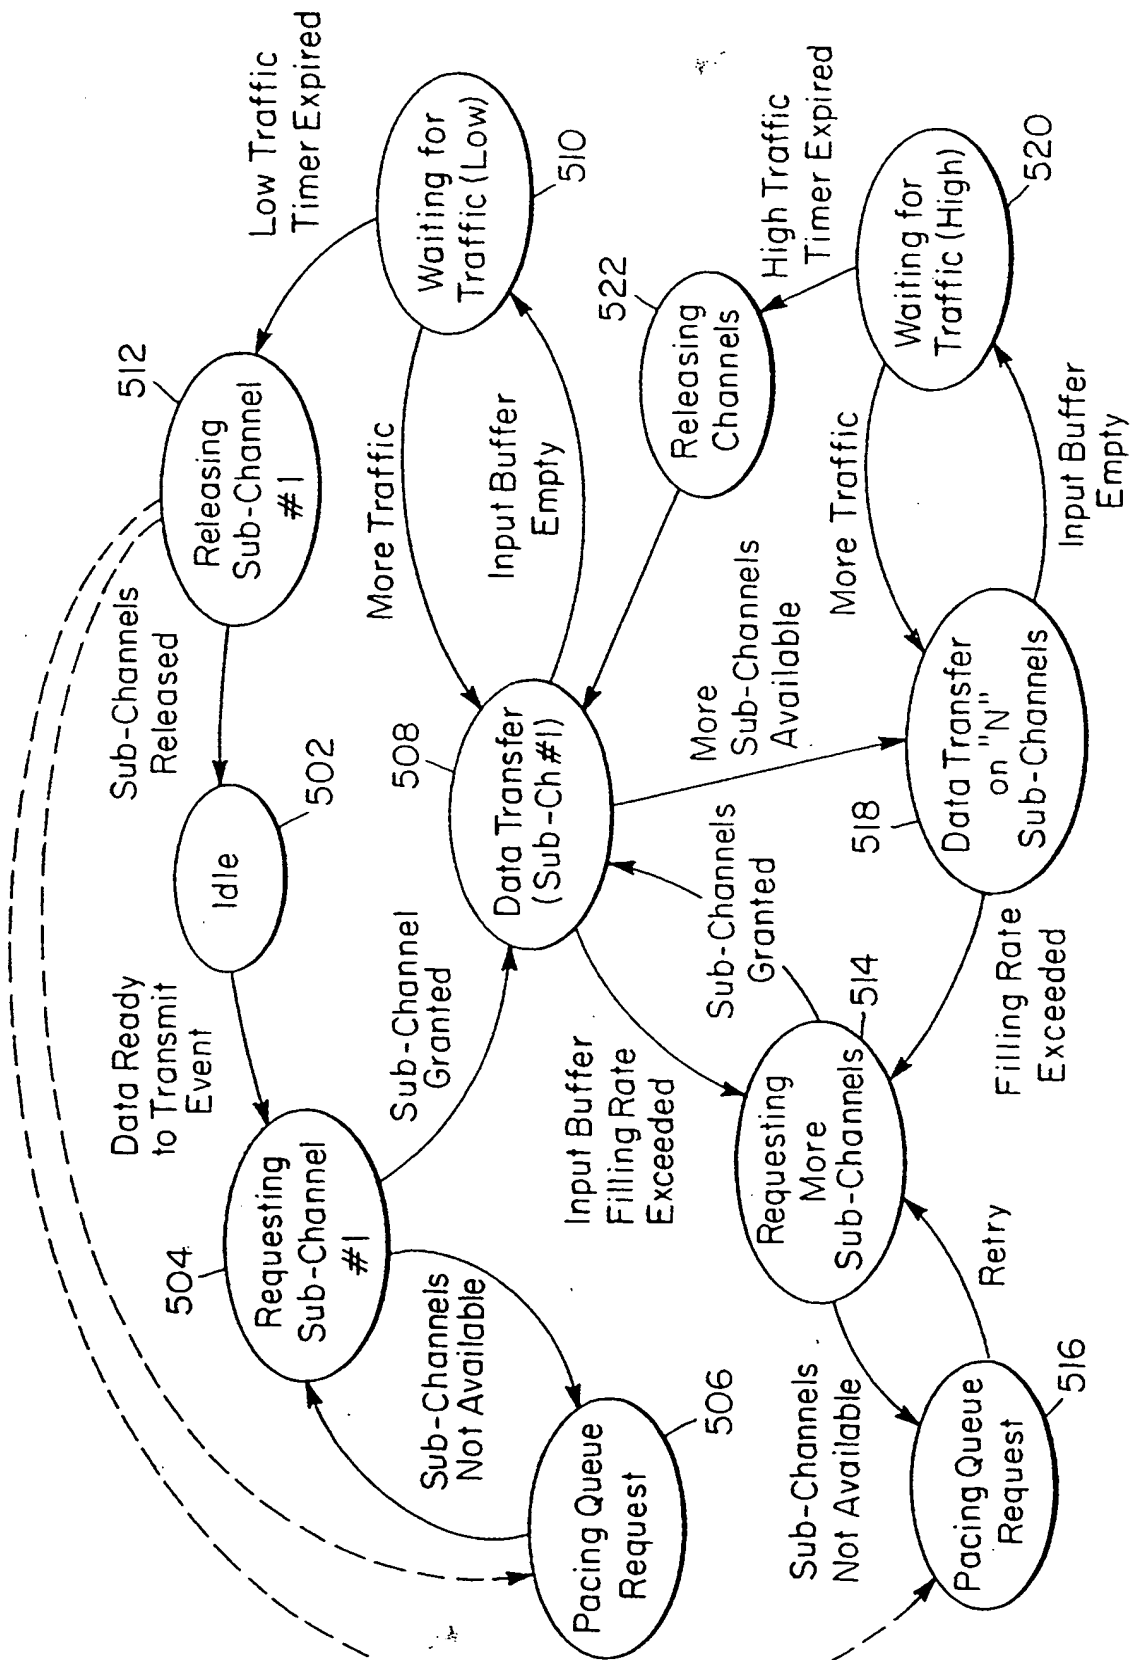 504
Requesting
Sub-Channel
#1
Data Ready
to Transmit
Event
Idle
502
Sub-Channels
Released
512
Releasing
Sub-Channel
#1
Low Traffic
Timer Expired
Sub-Channels
Not Available
Sub-Channel
Granted
508
Data Transfer
(Sub-Ch#1)
More Traffic
Input Buffer
Empty
Waiting for
Traffic (Low)
510
Pacing Queue
Request
506
Input Buffer
Filling Rate
Exceeded
Sub-Channels
Granted
More
Sub-Channels
Available
522
Releasing
Channels
High Traffic
Timer Expired
Requesting
More
Sub-Channels
514
518
Data Transfer
on "N"
Sub-Channels
More Traffic
Waiting for
Traffic (High)
520
Sub-Channels
Not Available
Retry
Filling Rate
Exceeded
Input Buffer
Empty
Pacing Queue
Request
516